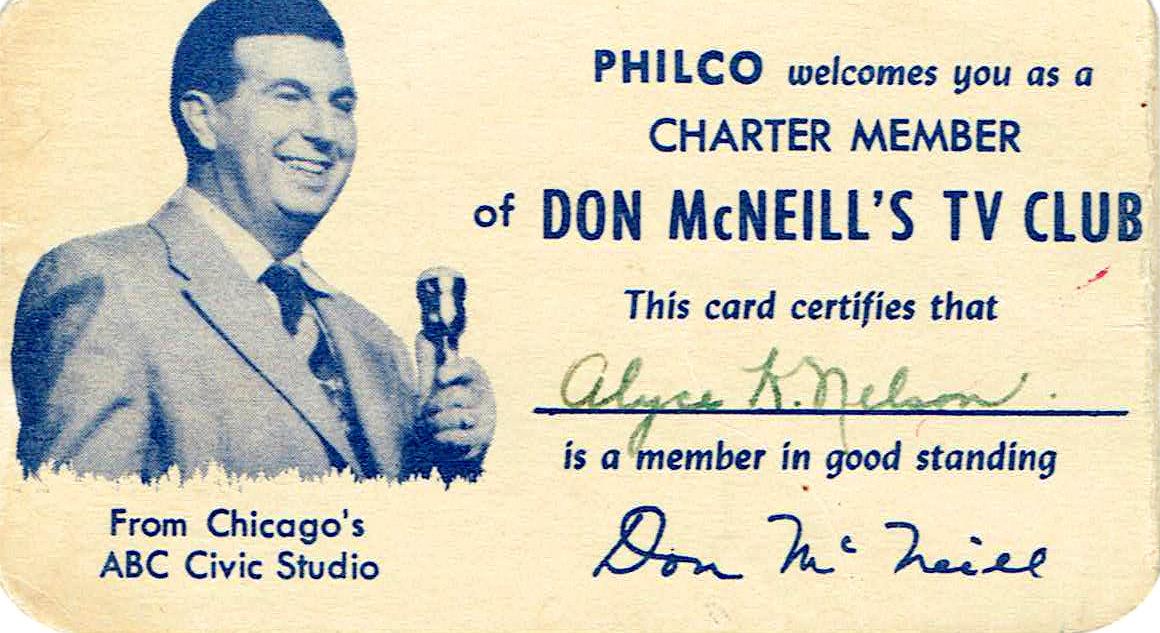 PHILCO welcomes you as a
CHARTER MEMBER
of DON McNEILL'S TV CLUB
This card certifies that
Alyce K. Nelson.
is a member in good standing
Don McNeill
From Chicago's
ABC Civic Studio